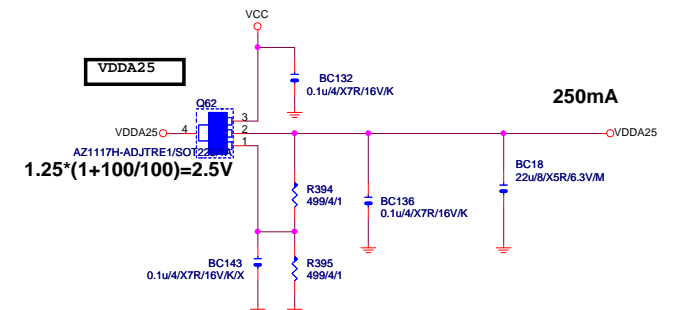 VCC
VDDA25
BC132
0.1u/4/X7R/16V/K
250mA
Q62
3
VDDA25
4
2
VDDA25
1
AZ1117H-ADJTRE1/SOT223/1A
1.25*(1+100/100)=2.5V
BC18
22u/8/X5R/6.3V/M
R394
499/4/1
BC136
0.1u/4/X7R/16V/K
BC143
0.1u/4/X7R/16V/K/X
R395
499/4/1